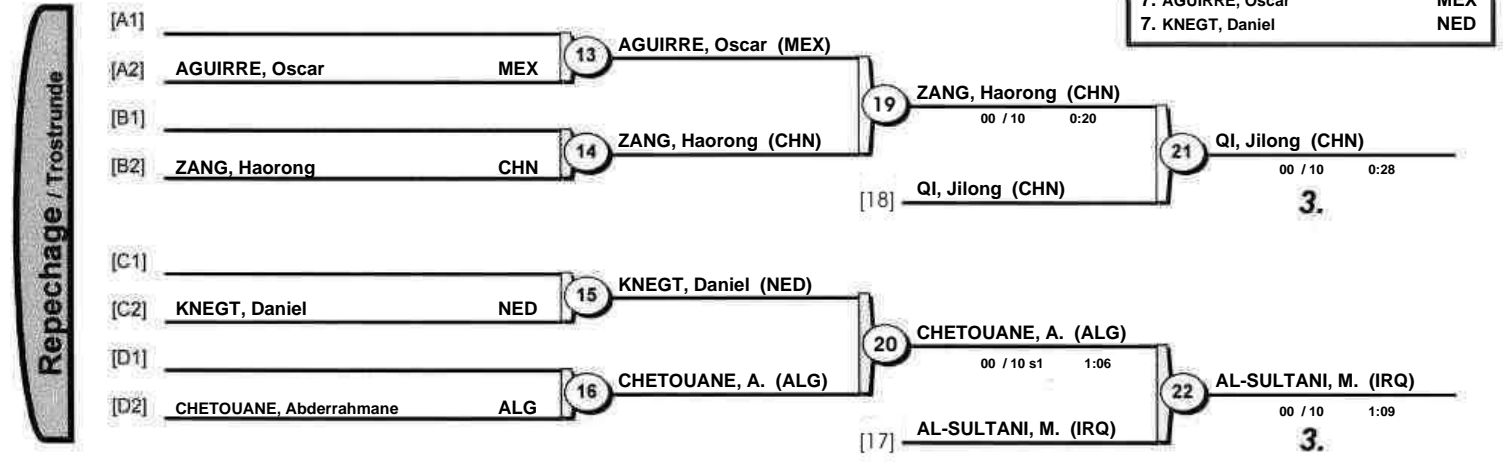 7. AGUIRRE, Oscar MEX
7. KNEGT, Daniel NED
Repechage / Trostrunde
[A1]
[A2] AGUIRRE, Oscar MEX
13 AGUIRRE, Oscar (MEX)
[B1]
[B2] ZANG, Haorong CHN
14 ZANG, Haorong (CHN)
19 ZANG, Haorong (CHN)
00 / 10 0:20
[18] QI, Jilong (CHN)
21 QI, Jilong (CHN)
00 / 10 0:28
3.
[C1]
[C2] KNEGT, Daniel NED
15 KNEGT, Daniel (NED)
[D1]
[D2] CHETOUANE, Abderrahmane ALG
16 CHETOUANE, A. (ALG)
20 CHETOUANE, A. (ALG)
00 / 10 s1 1:06
[17] AL-SULTANI, M. (IRQ)
22 AL-SULTANI, M. (IRQ)
00 / 10 1:09
3.